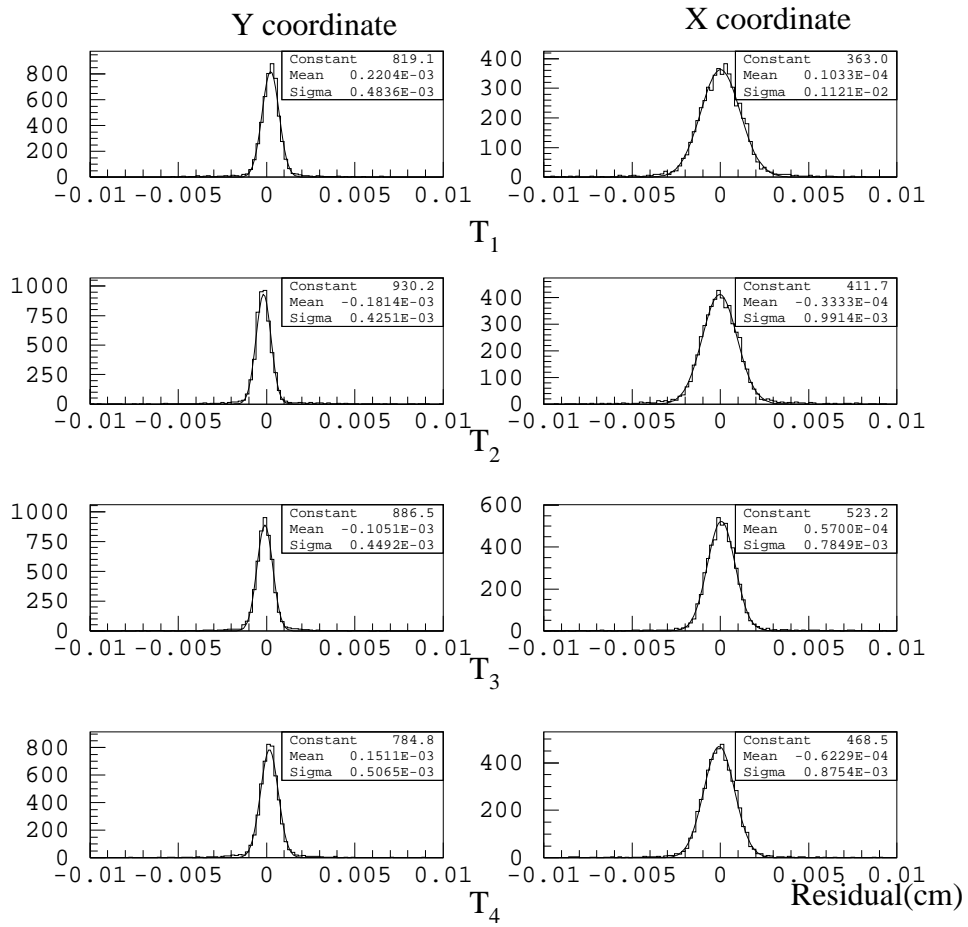 Y coordinate
X coordinate
800
600
400
200
0
Constant 819.1
Mean 0.2204E-03
Sigma 0.4836E-03
-0.01 -0.005 0 0.005 0.01
400
300
200
100
0
Constant 363.0
Mean 0.1033E-04
Sigma 0.1121E-02
-0.01 -0.005 0 0.005 0.01
T1
1000
750
500
250
0
Constant 930.2
Mean -0.1814E-03
Sigma 0.4251E-03
-0.01 -0.005 0 0.005 0.01
400
300
200
100
0
Constant 411.7
Mean -0.3333E-04
Sigma 0.9914E-03
-0.01 -0.005 0 0.005 0.01
T2
1000
750
500
250
0
Constant 886.5
Mean -0.1051E-03
Sigma 0.4492E-03
-0.01 -0.005 0 0.005 0.01
600
400
200
0
Constant 523.2
Mean 0.5700E-04
Sigma 0.7849E-03
-0.01 -0.005 0 0.005 0.01
T3
800
600
400
200
0
Constant 784.8
Mean 0.1511E-03
Sigma 0.5065E-03
-0.01 -0.005 0 0.005 0.01
400
200
0
Constant 468.5
Mean -0.6229E-04
Sigma 0.8754E-03
-0.01 -0.005 0 0.005 0.01
Residual(cm)
T4